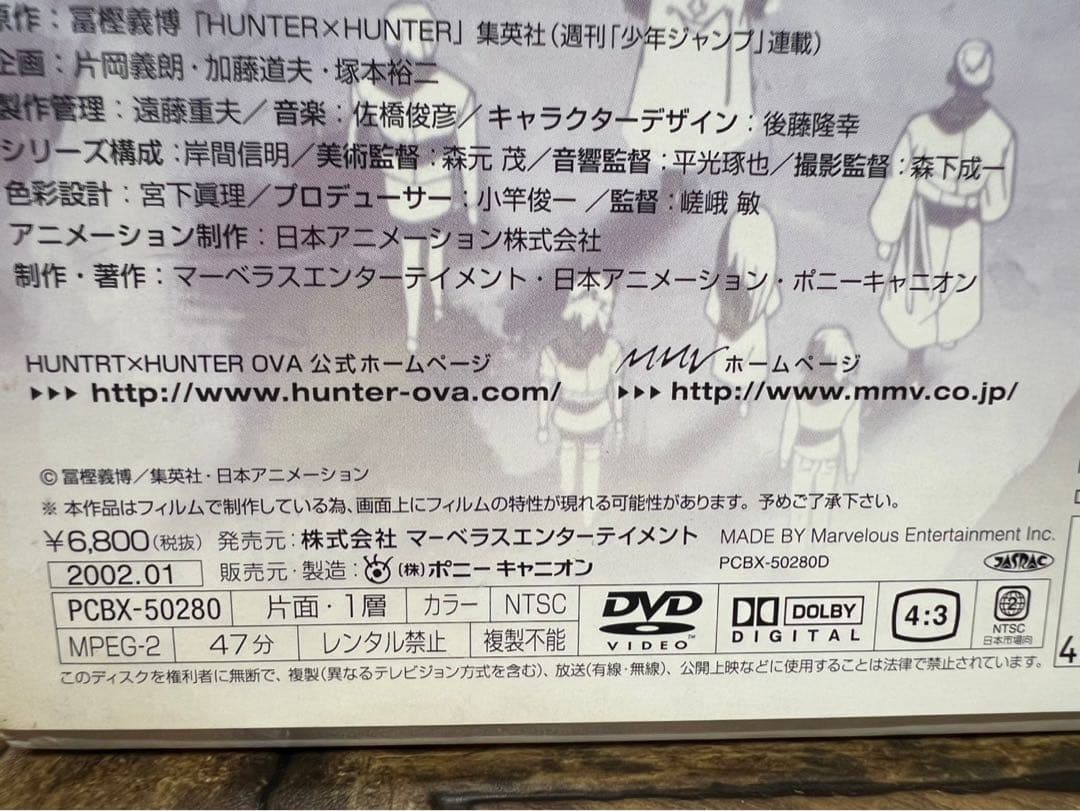 原作：冨樫義博「HUNTER×HUNTER」集英社（週刊「少年ジャンプ」連載）
企画：片岡義朗・加藤道夫・塚本裕二
製作管理：遠藤重夫／音楽：佐橋俊彦／キャラクターデザイン：後藤隆幸
シリーズ構成：岸間信明／美術監督：森元 茂／音響監督：平光琢也／撮影監督：森下成一
色彩設計：宮下眞理／プロデューサー：小竿俊一／監督：嵯峨 敏
アニメーション制作：日本アニメーション株式会社
制作・著作：マーベラスエンターテイメント・日本アニメーション・ポニーキャニオン
HUNTRT×HUNTER OVA 公式ホームページ
▶▶▶ http://www.hunter-ova.com/
MMV ホームページ
▶▶▶ http://www.mmv.co.jp/
©冨樫義博／集英社・日本アニメーション
※ 本作品はフィルムで制作している為、画面上にフィルムの特性が現れる可能性があります。予めご了承下さい。
¥6,800（税抜） 発売元：株式会社 マーベラスエンターテイメント MADE BY Marvelous Entertainment Inc.
2002.01 販売元・製造：（株）ポニー キャニオン PCBX-50280D JASRAC
PCBX-50280 片面・1層 カラー NTSC
MPEG-2 47分 レンタル禁止 複製不能
DVD VIDEO™
DOLBY DIGITAL
4:3
2 NTSC 日本市場向
4
このディスクを権利者に無断で、複製（異なるテレビジョン方式を含む）、放送（有線・無線）、公開上映などに使用することは法律で禁止されています。